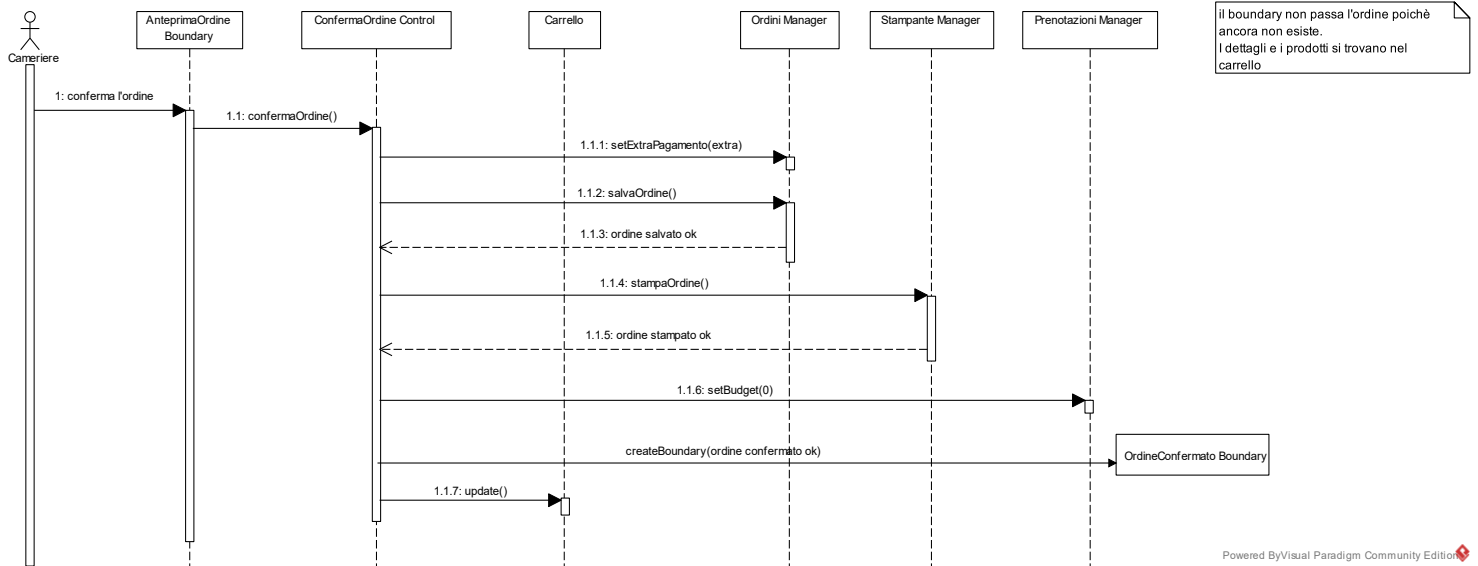 AnteprimaOrdine
Boundary
ConfermaOrdine Control
Carrello
Ordini Manager
Stampante Manager
Prenotazioni Manager
il boundary non passa l'ordine poichè
ancora non esiste.
I dettagli e i prodotti si trovano nel
carrello
Cameriere
1: conferma l'ordine
1.1: confermaOrdine()
1.1.1: setExtraPagamento(extra)
1.1.2: salvaOrdine()
1.1.3: ordine salvato ok
1.1.4: stampaOrdine()
1.1.5: ordine stampato ok
1.1.6: setBudget(0)
createBoundary(ordine confermato ok)
OrdineConfermato Boundary
1.1.7: update()
Powered ByVisual Paradigm Community Edition